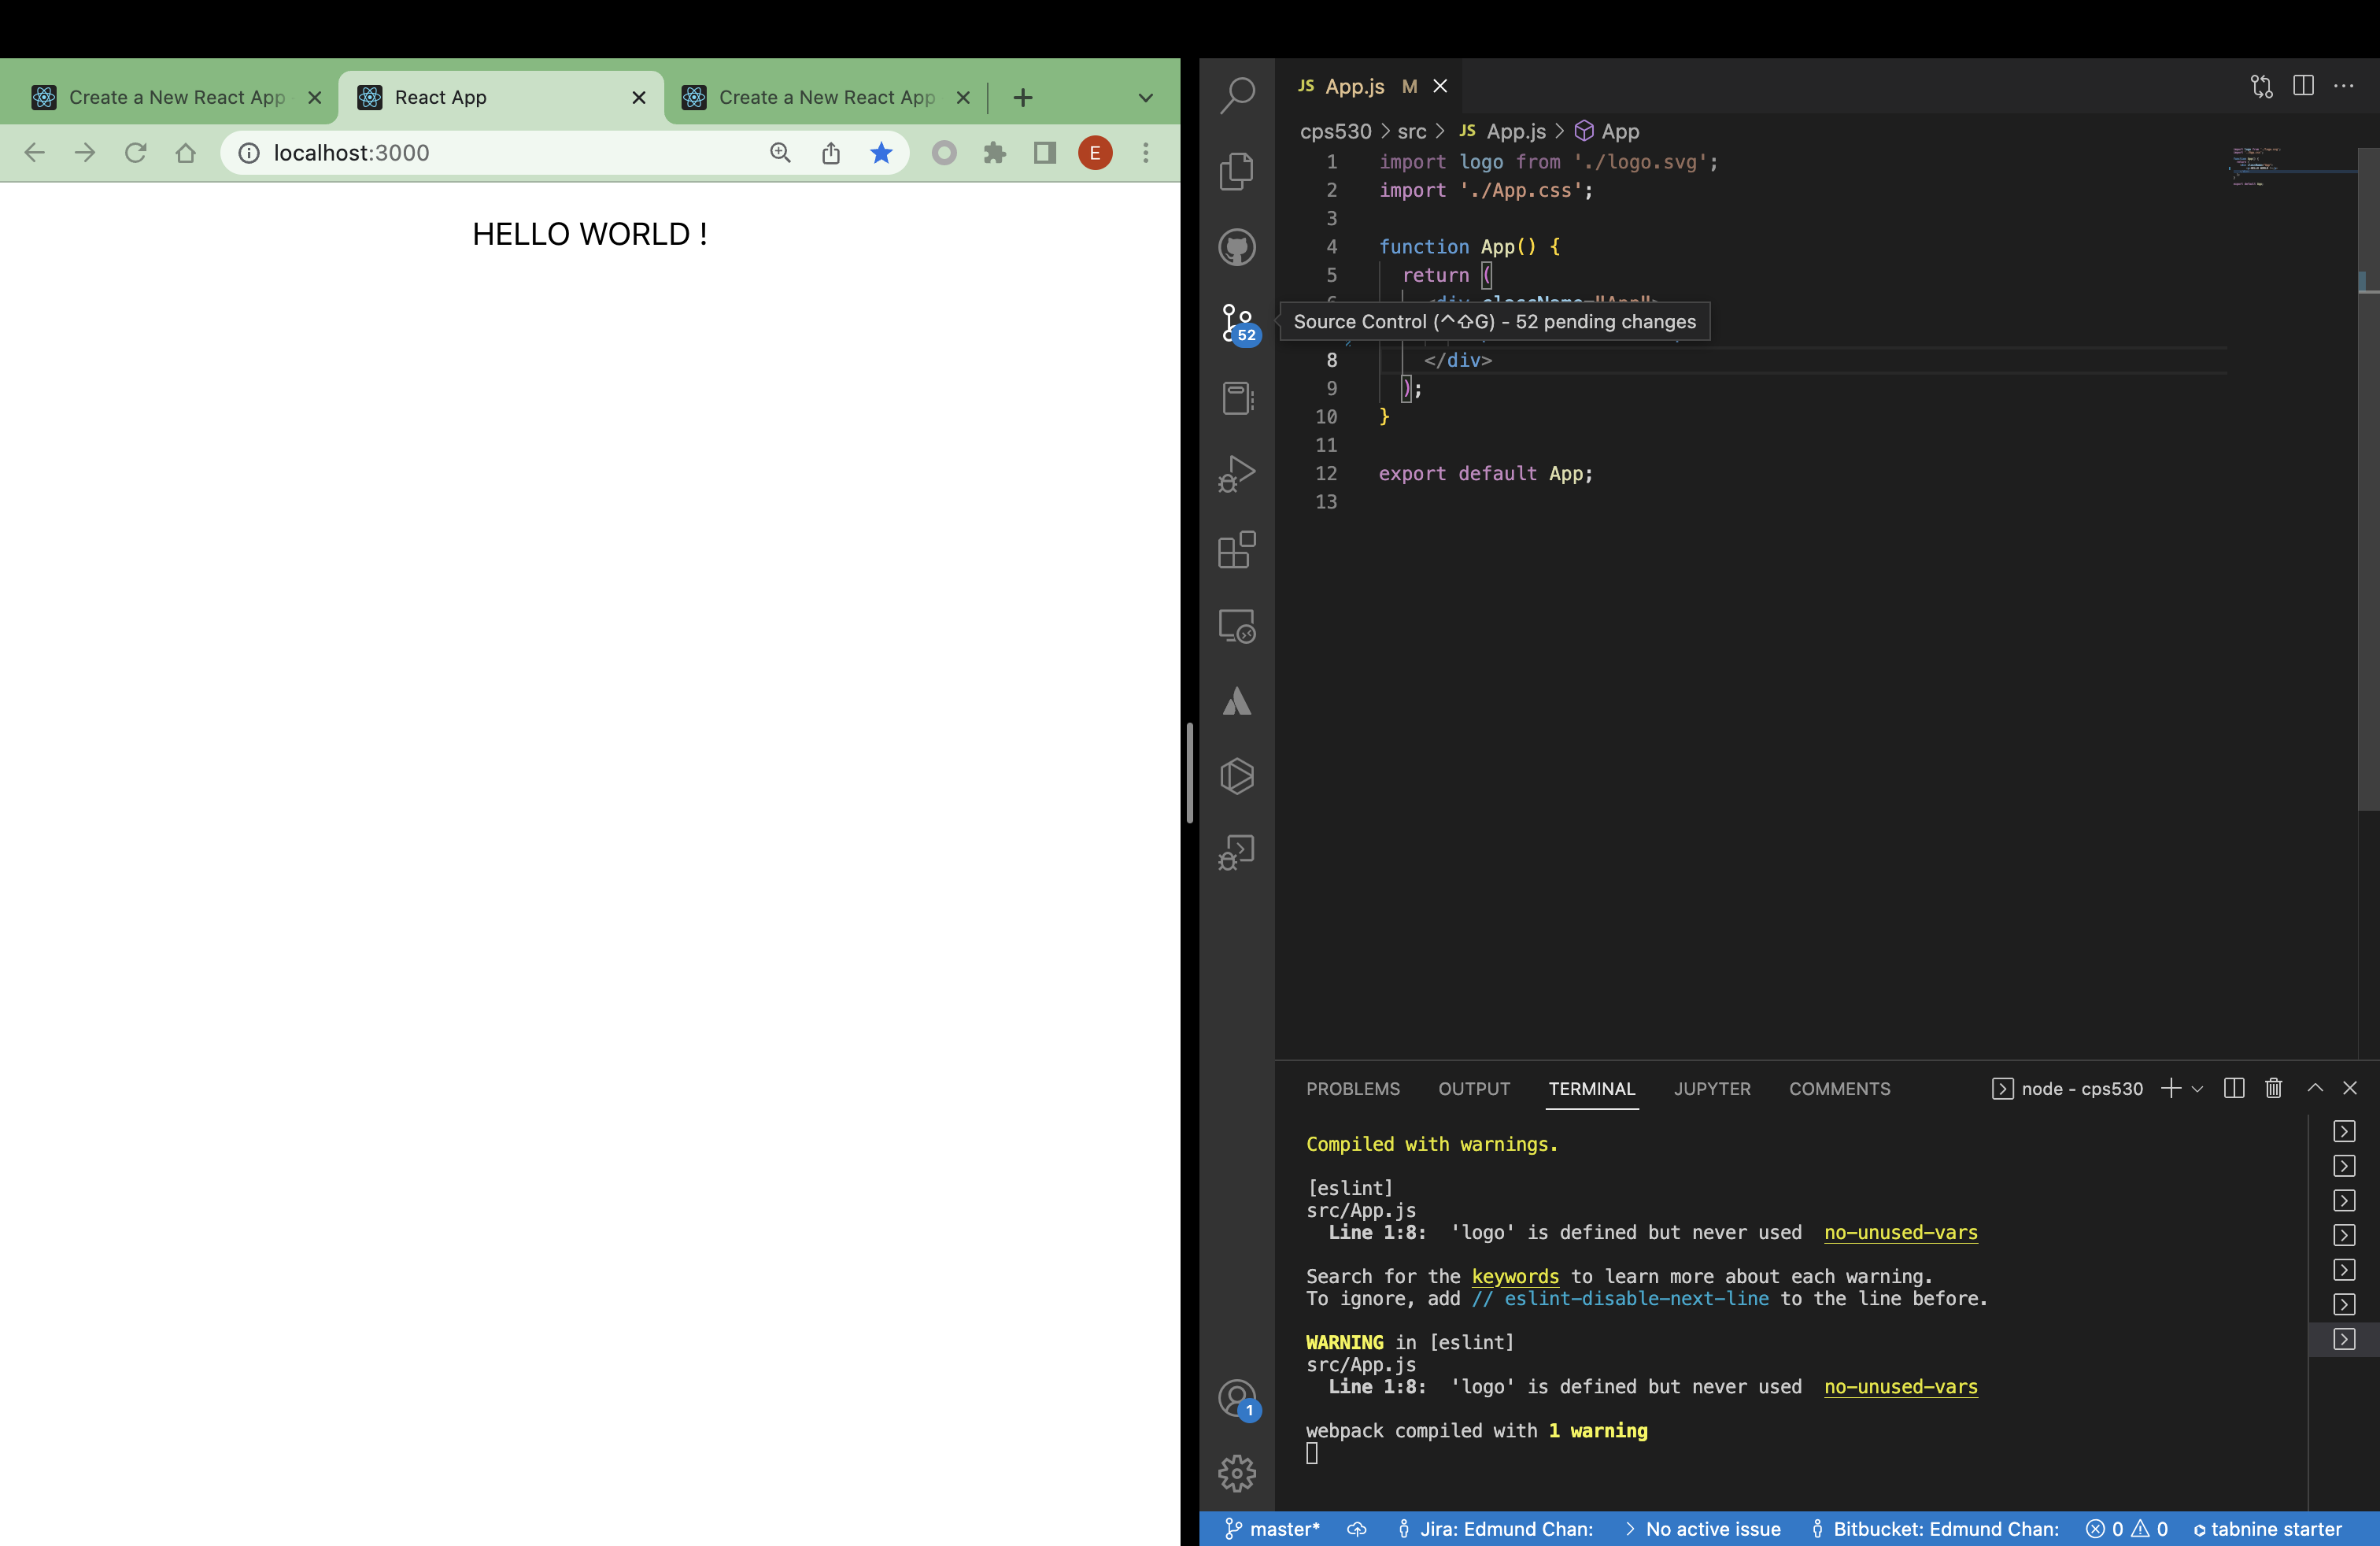 Create a New React App
React App
Create a New React App
localhost:3000
E
HELLO WORLD !
JS App.js M
cps530 > src > JS App.js > App
1 import logo from './logo.svg';
2 import './App.css';
3
4 function App() {
5 return (
Source Control (^⇧G) - 52 pending changes
52
8 </div>
9 );
10 }
11
12 export default App;
13
PROBLEMS OUTPUT TERMINAL JUPYTER COMMENTS node - cps530
Compiled with warnings.
[eslint]
src/App.js
Line 1:8: 'logo' is defined but never used no-unused-vars
Search for the keywords to learn more about each warning.
To ignore, add // eslint-disable-next-line to the line before.
WARNING in [eslint]
src/App.js
Line 1:8: 'logo' is defined but never used no-unused-vars
webpack compiled with 1 warning
1
master* Jira: Edmund Chan: No active issue Bitbucket: Edmund Chan: 0 0 tabnine starter